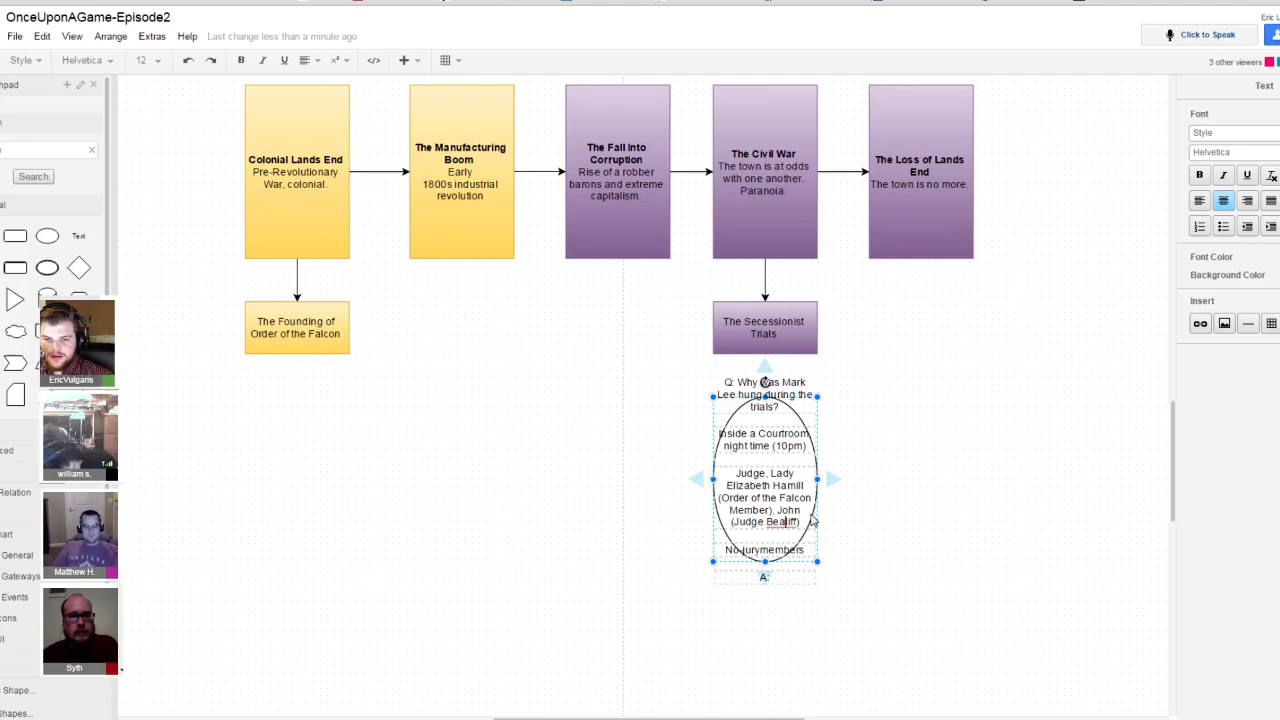 OnceUponAGame-Episode2
Eric L
File Edit View Arrange Extras Help Last change less than a minute ago
Click to Speak
Style Helvetica 12
3 other viewers
Text
Font
Style
Helvetica
Font Color
Background Color
Insert
Search
Text
Colonial Lands End
Pre-Revolutionary
War, colonial.
The Manufacturing
Boom
Early
1800s industrial
revolution
The Fall Into
Corruption
Rise of a robber
barons and extreme
capitalism.
The Civil War
The town is at odds
with one another.
Paranoia.
The Loss of Lands
End
The town is no more.
The Founding of
Order of the Falcon
The Secessionist
Trials
Q: Why was Mark
Lee hung during the
trials?
Inside a Courtroom
night time (10pm)
Judge, Lady
Elizabeth Hamill
(Order of the Falcon
Member), John
(Judge Bealiff)
No jurymembers
A:
EricVulgaris
william s.
Matthew H.
Syth
Relation
General
Gateways
Events
Shape...
Shapes...